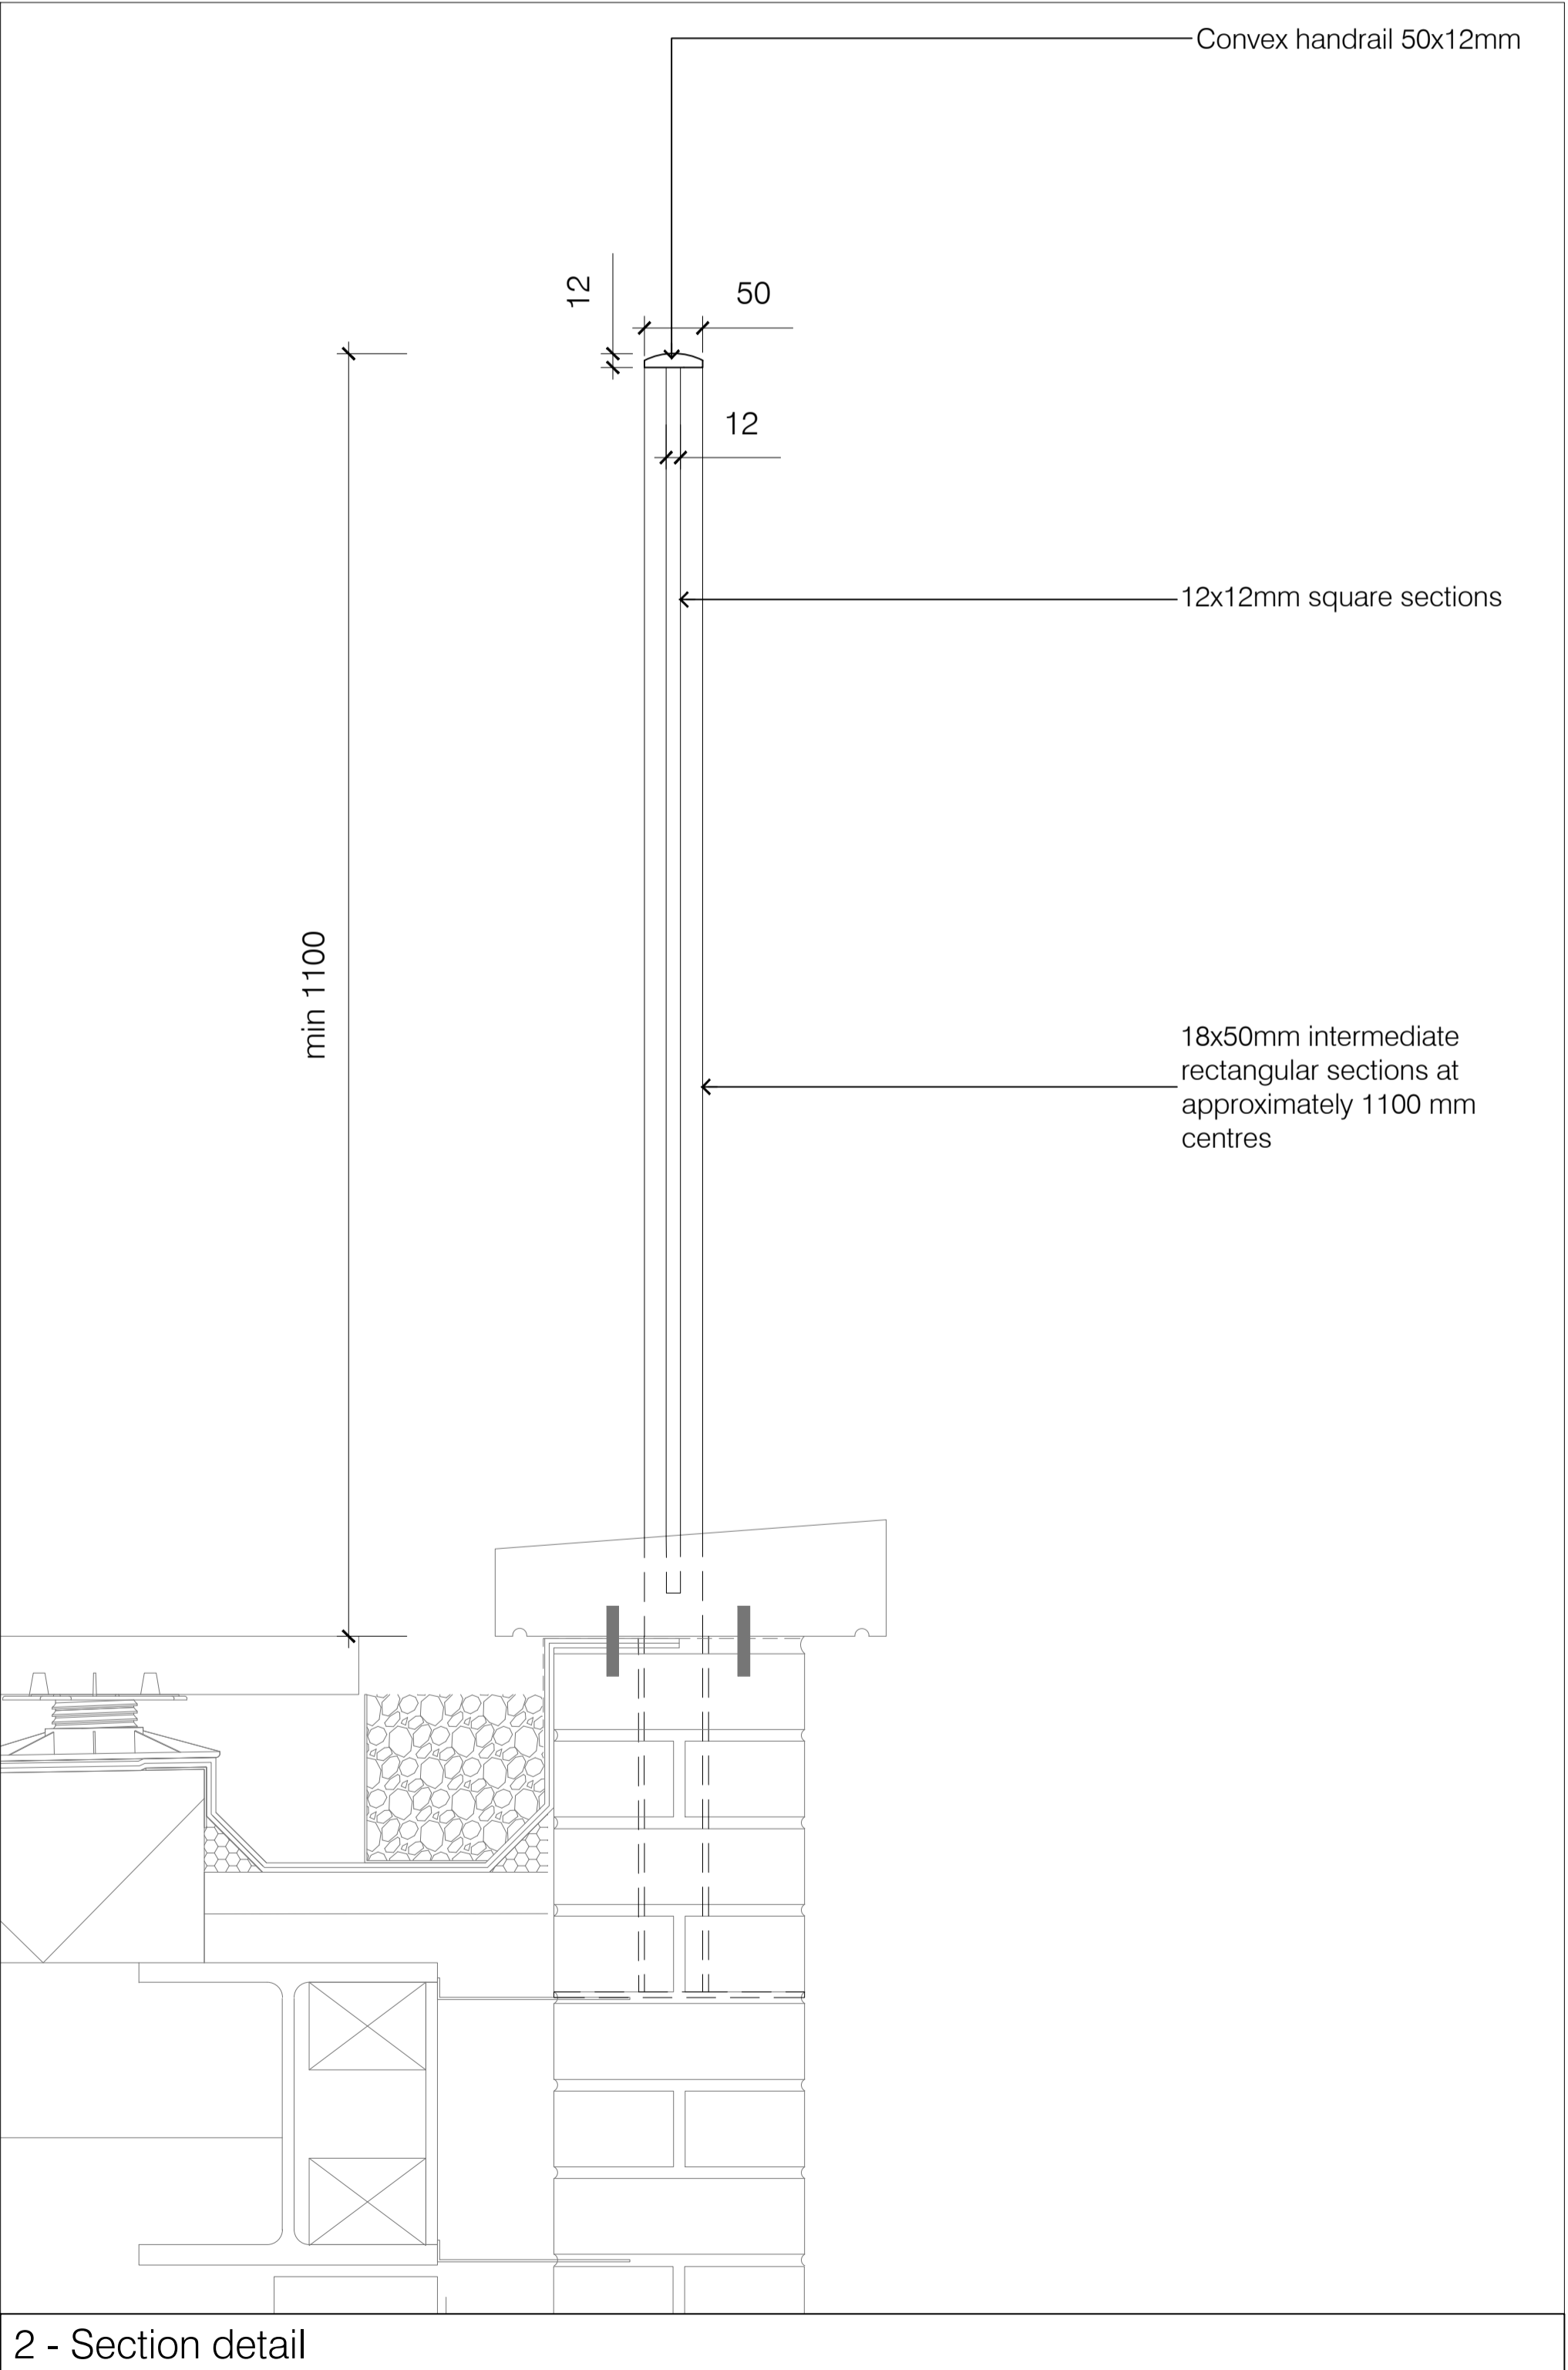 Convex handrail 50x12mm
12
50
12
12x12mm square sections
min 1100
18x50mm intermediate
rectangular sections at
approximately 1100 mm
centres
2 - Section detail